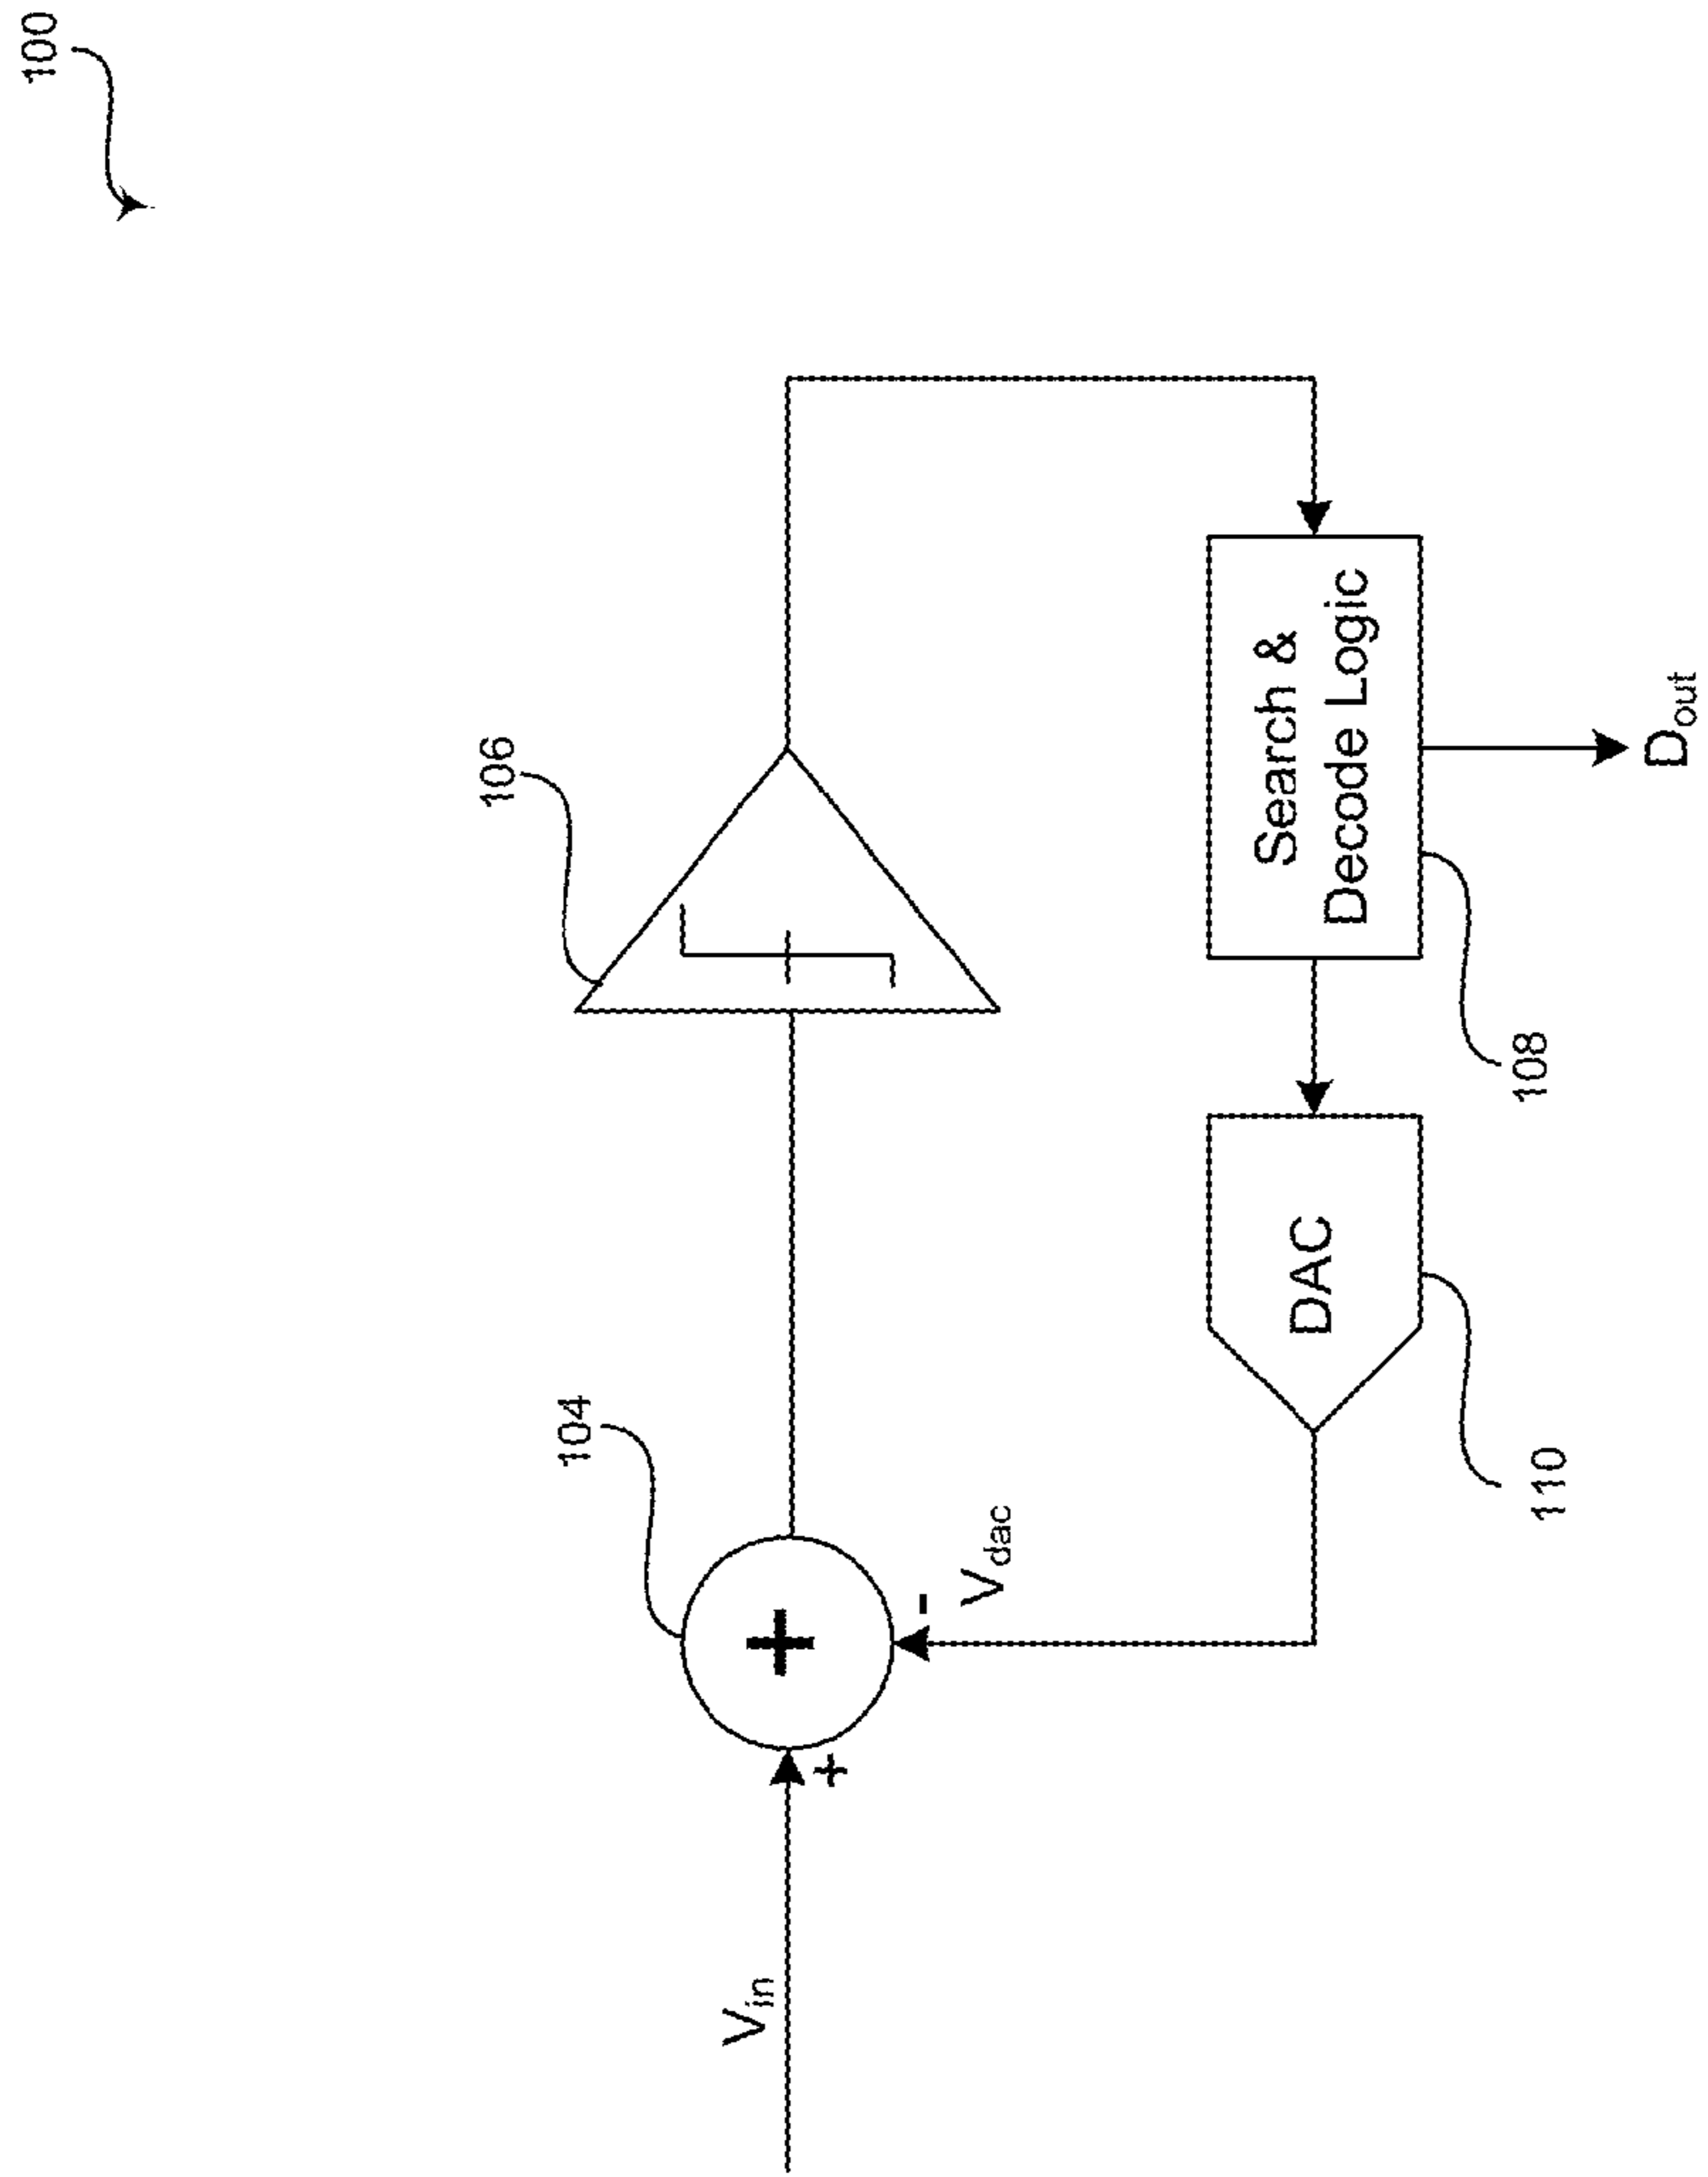 100
106
104
V_in
+
+
-
V_dac
Search &
Decode Logic
DAC
108
110
D_out